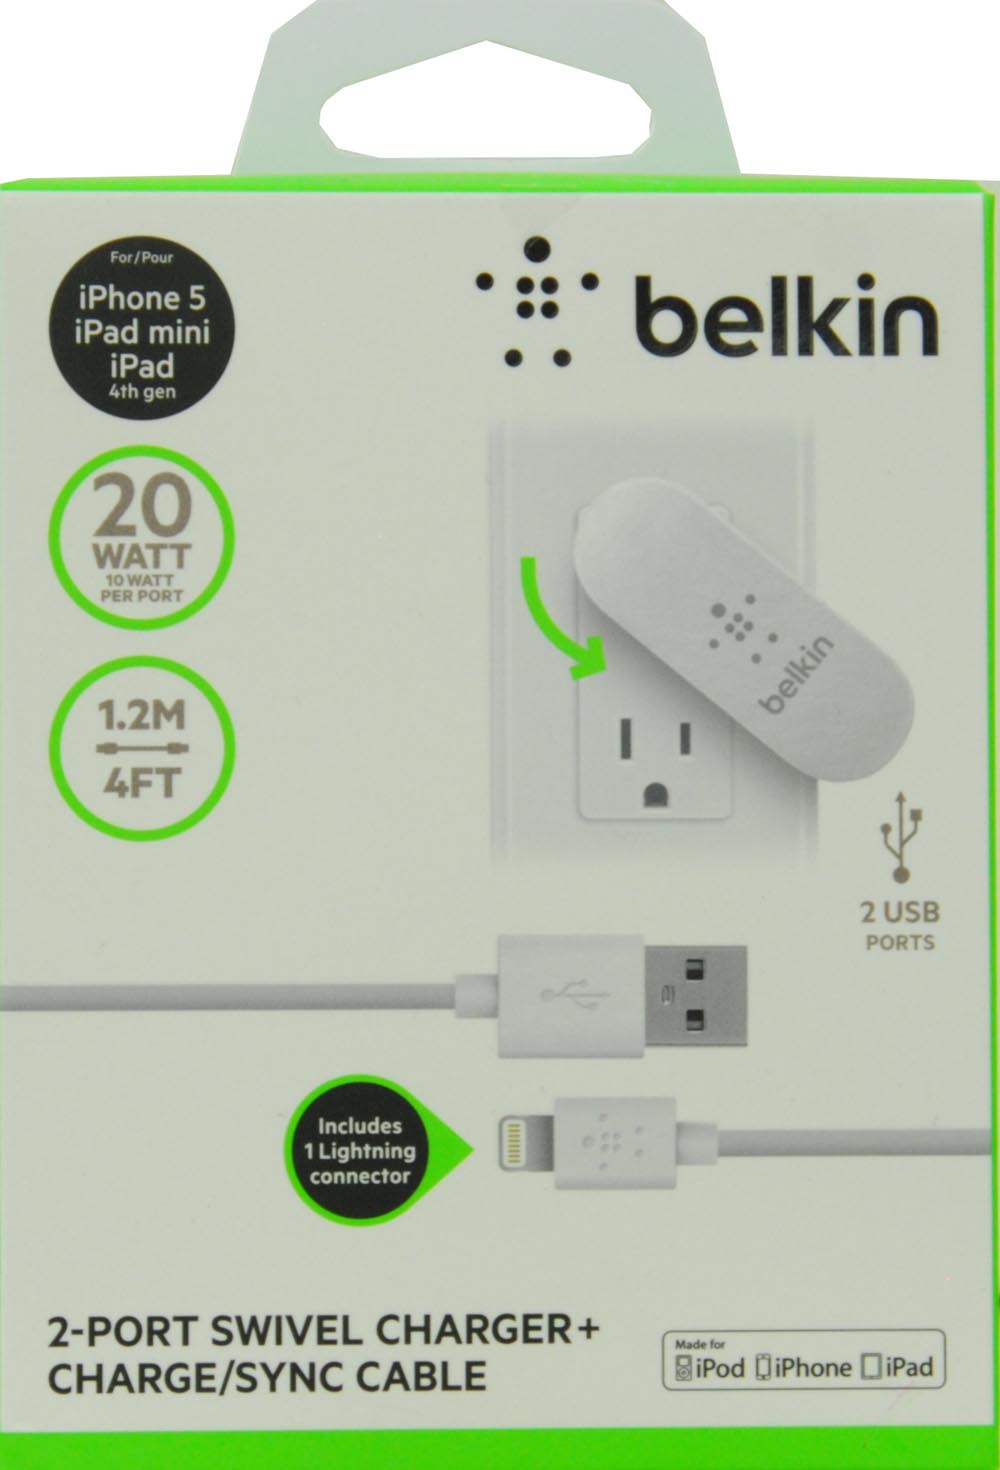 For/Pour
iPhone 5
iPad mini
iPad
4th gen
belkin
20
WATT
10 WATT
PER PORT
1.2M
4FT
belkin
2 USB
PORTS
Includes
1 Lightning
connector
2-PORT SWIVEL CHARGER+
CHARGE/SYNC CABLE
Made for
iPod iPhone iPad